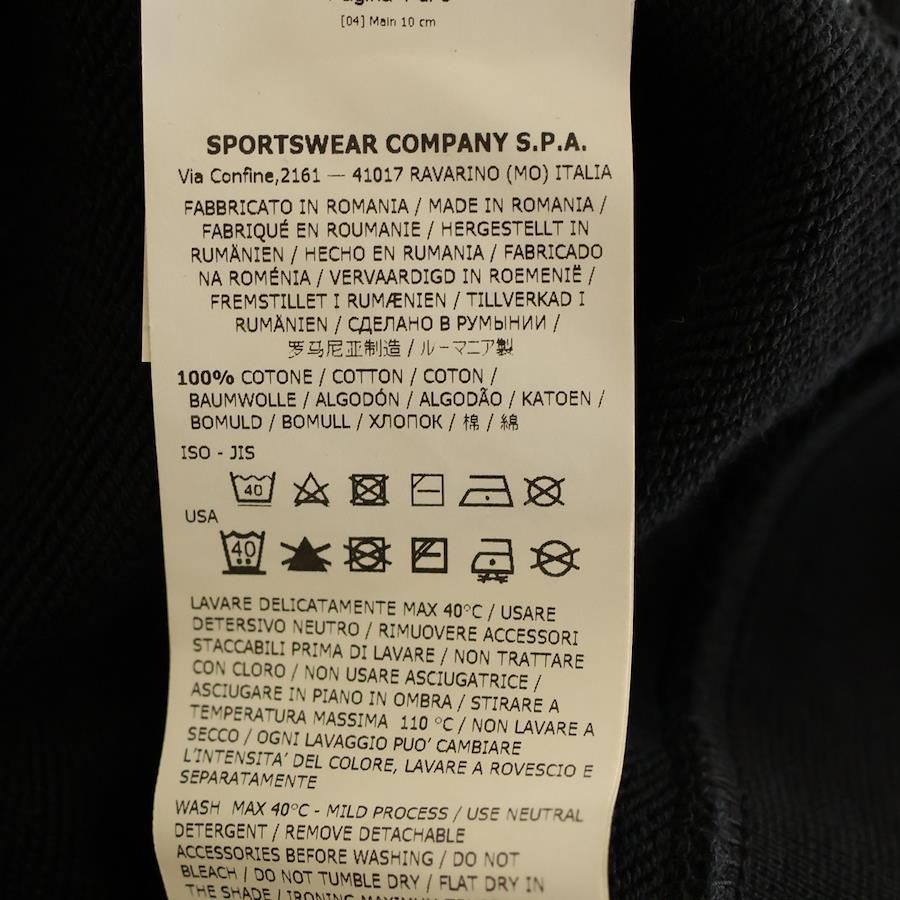 [04] Main 10 cm
SPORTSWEAR COMPANY S.P.A.
Via Confine,2161 — 41017 RAVARINO (MO) ITALIA
FABBRICATO IN ROMANIA / MADE IN ROMANIA /
FABRIQUÉ EN ROUMANIE / HERGESTELLT IN
RUMÄNIEN / HECHO EN RUMANIA / FABRICADO
NA ROMÉNIA / VERVAARDIGD IN ROEMENIË /
FREMSTILLET I RUMÆNIEN / TILLVERKAD I
RUMÄNIEN / СДЕЛАНО В РУМЫНИИ /
罗马尼亚制造 / ルーマニア製
100% COTONE / COTTON / COTON /
BAUMWOLLE / ALGODÓN / ALGODÃO / KATOEN /
BOMULD / BOMULL / ХЛОПОК / 棉 / 綿
ISO - JIS
40
USA
40
LAVARE DELICATAMENTE MAX 40°C / USARE
DETERSIVO NEUTRO / RIMUOVERE ACCESSORI
STACCABILI PRIMA DI LAVARE / NON TRATTARE
CON CLORO / NON USARE ASCIUGATRICE /
ASCIUGARE IN PIANO IN OMBRA / STIRARE A
TEMPERATURA MASSIMA 110 °C / NON LAVARE A
SECCO / OGNI LAVAGGIO PUO' CAMBIARE
L'INTENSITA' DEL COLORE, LAVARE A ROVESCIO E
SEPARATAMENTE
WASH MAX 40°C - MILD PROCESS / USE NEUTRAL
DETERGENT / REMOVE DETACHABLE
ACCESSORIES BEFORE WASHING / DO NOT
BLEACH / DO NOT TUMBLE DRY / FLAT DRY IN
THE SHADE / IRONING MAXIMUM